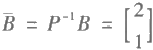 B̄ = P⁻¹B = [2
1]